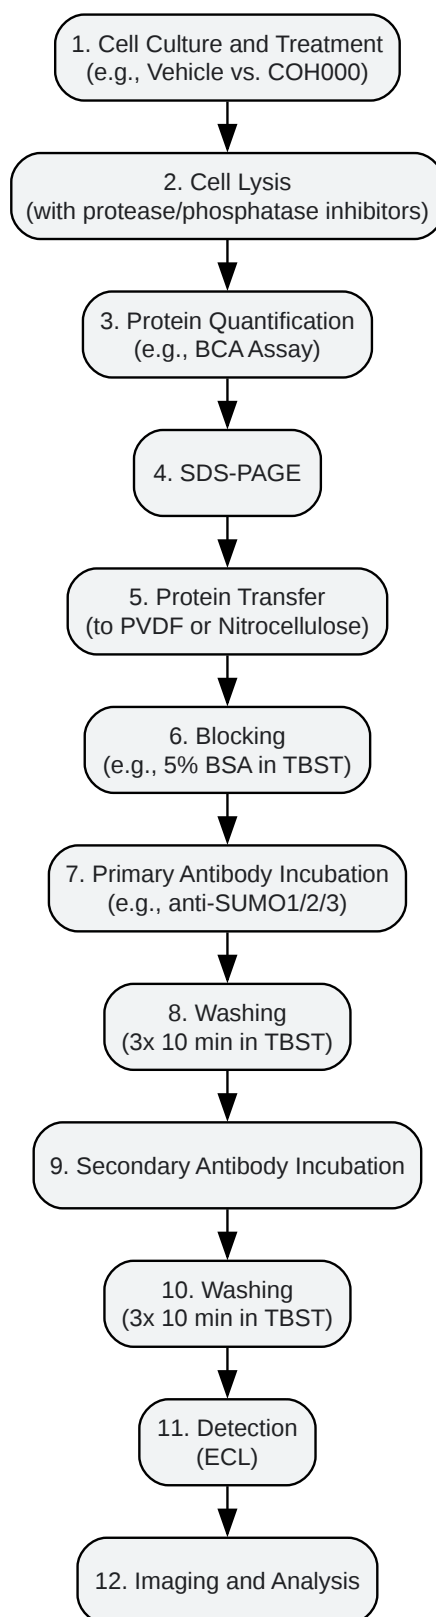 1. Cell Culture and Treatment
(e.g., Vehicle vs. COH000)
2. Cell Lysis
(with protease/phosphatase inhibitors)
3. Protein Quantification
(e.g., BCA Assay)
4. SDS-PAGE
5. Protein Transfer
(to PVDF or Nitrocellulose)
6. Blocking
(e.g., 5% BSA in TBST)
7. Primary Antibody Incubation
(e.g., anti-SUMO1/2/3)
8. Washing
(3x 10 min in TBST)
9. Secondary Antibody Incubation
10. Washing
(3x 10 min in TBST)
11. Detection
(ECL)
12. Imaging and Analysis